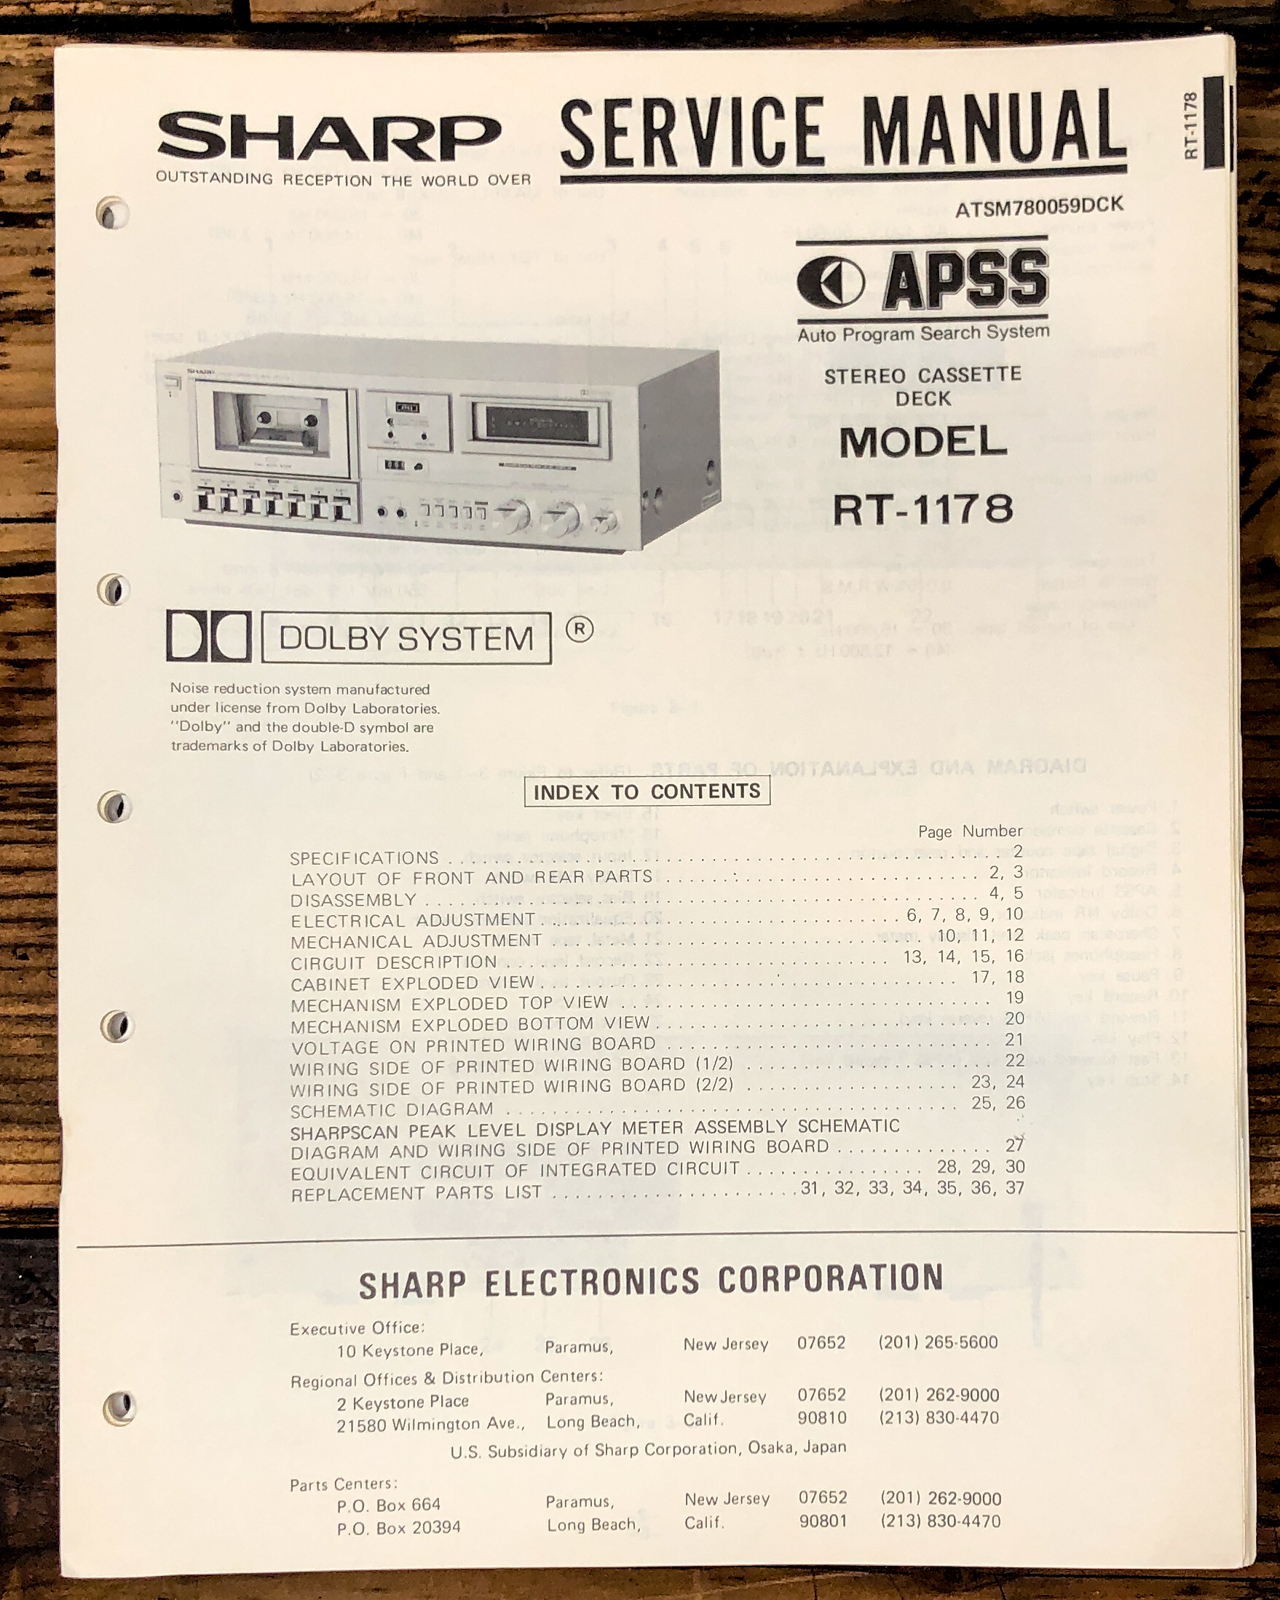 SHARP
OUTSTANDING RECEPTION THE WORLD OVER
SERVICE MANUAL
RT-1178
ATSM780059DCK
APSS
Auto Program Search System
STEREO CASSETTE
DECK
MODEL
RT-1178
SHARP
DOLBY SYSTEM ®
Noise reduction system manufactured
under license from Dolby Laboratories.
"Dolby" and the double-D symbol are
trademarks of Dolby Laboratories.
INDEX TO CONTENTS
Page Number
SPECIFICATIONS . . . . . . . . . . 2
LAYOUT OF FRONT AND REAR PARTS . . . . . . . . . . 2, 3
DISASSEMBLY . . . . . . . . . . 4, 5
ELECTRICAL ADJUSTMENT . . . . . . . . . . 6, 7, 8, 9, 10
MECHANICAL ADJUSTMENT . . . . . . . . . . 10, 11, 12
CIRGUIT DESCRIPTION . . . . . . . . . . 13, 14, 15, 16
CABINET EXPLODED VIEW . . . . . . . . . . 17, 18
MECHANISM EXPLODED TOP VIEW . . . . . . . . . . 19
MECHANISM EXPLODED BOTTOM VIEW . . . . . . . . . . 20
VOLTAGE ON PRINTED WIRING BOARD . . . . . . . . . . 21
WIRING SIDE OF PRINTED WIRING BOARD (1/2) . . . . . . . . . . 22
WIRING SIDE OF PRINTED WIRING BOARD (2/2) . . . . . . . . . . 23, 24
SCHEMATIC DIAGRAM . . . . . . . . . . 25, 26
SHARPSCAN PEAK LEVEL DISPLAY METER ASSEMBLY SCHEMATIC
DIAGRAM AND WIRING SIDE OF PRINTED WIRING BOARD . . . . . . . . . . 27
EQUIVALENT CIRCUIT OF INTEGRATED CIRCUIT . . . . . . . . . . 28, 29, 30
REPLACEMENT PARTS LIST . . . . . . . . . . 31, 32, 33, 34, 35, 36, 37
SHARP ELECTRONICS CORPORATION
Executive Office:
10 Keystone Place, Paramus, New Jersey 07652 (201) 265-5600
Regional Offices & Distribution Centers:
2 Keystone Place Paramus, New Jersey 07652 (201) 262-9000
21580 Wilmington Ave., Long Beach, Calif. 90810 (213) 830-4470
U.S. Subsidiary of Sharp Corporation, Osaka, Japan
Parts Centers:
P.O. Box 664 Paramus, New Jersey 07652 (201) 262-9000
P.O. Box 20394 Long Beach, Calif. 90801 (213) 830-4470